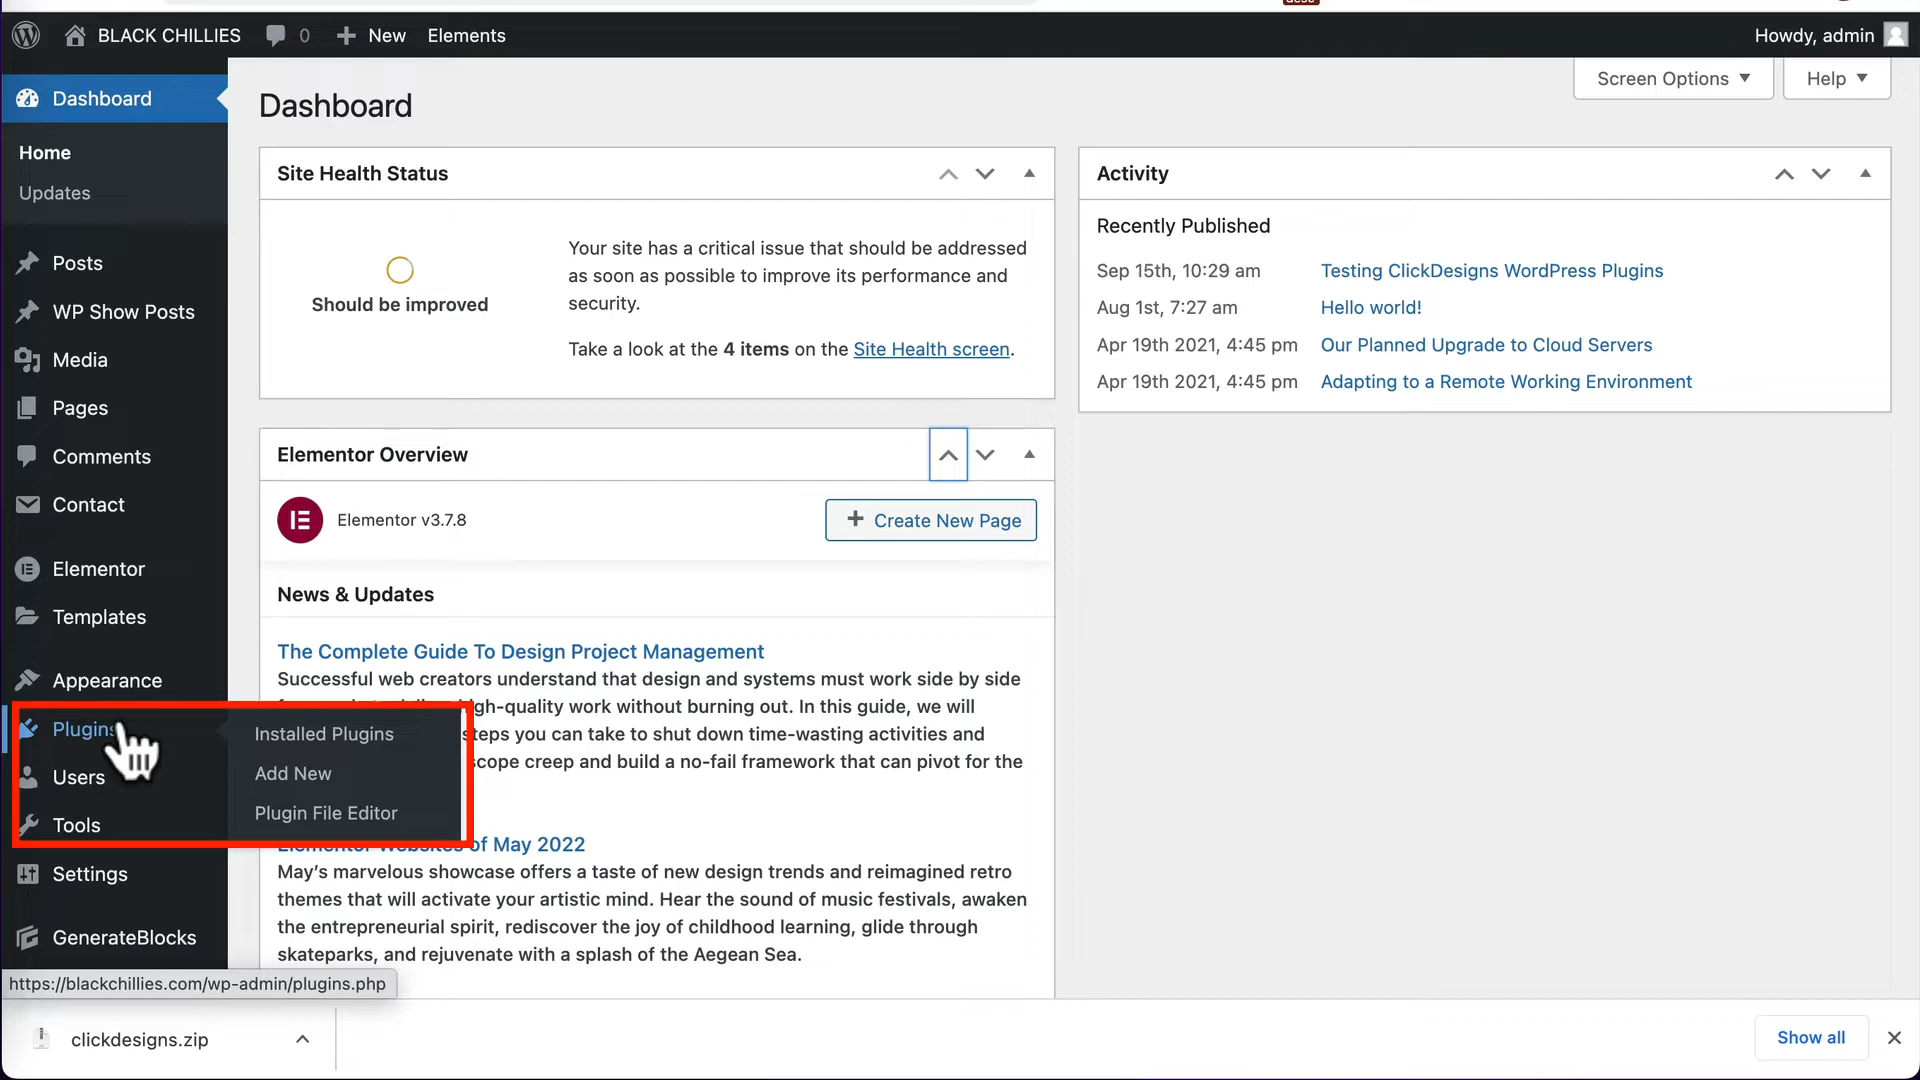 BLACK CHILLIES 0 New Elements Howdy, admin
Screen Options Help
Dashboard
Home
Updates
Posts
WP Show Posts
Media
Pages
Comments
Contact
Elementor
Templates
Appearance
Plugins
Users
Tools
Settings
GenerateBlocks
Installed Plugins
Add New
Plugin File Editor
Dashboard
Site Health Status
Should be improved
Your site has a critical issue that should be addressed
as soon as possible to improve its performance and
security.
Take a look at the 4 items on the Site Health screen.
Elementor Overview
Elementor v3.7.8
Create New Page
News & Updates
The Complete Guide To Design Project Management
Successful web creators understand that design and systems must work side by side
high-quality work without burning out. In this guide, we will
steps you can take to shut down time-wasting activities and
scope creep and build a no-fail framework that can pivot for the
Elementor Websites of May 2022
May's marvelous showcase offers a taste of new design trends and reimagined retro
themes that will activate your artistic mind. Hear the sound of music festivals, awaken
the entrepreneurial spirit, rediscover the joy of childhood learning, glide through
skateparks, and rejuvenate with a splash of the Aegean Sea.
Activity
Recently Published
Sep 15th, 10:29 am Testing ClickDesigns WordPress Plugins
Aug 1st, 7:27 am Hello world!
Apr 19th 2021, 4:45 pm Our Planned Upgrade to Cloud Servers
Apr 19th 2021, 4:45 pm Adapting to a Remote Working Environment
https://blackchillies.com/wp-admin/plugins.php
clickdesigns.zip
Show all